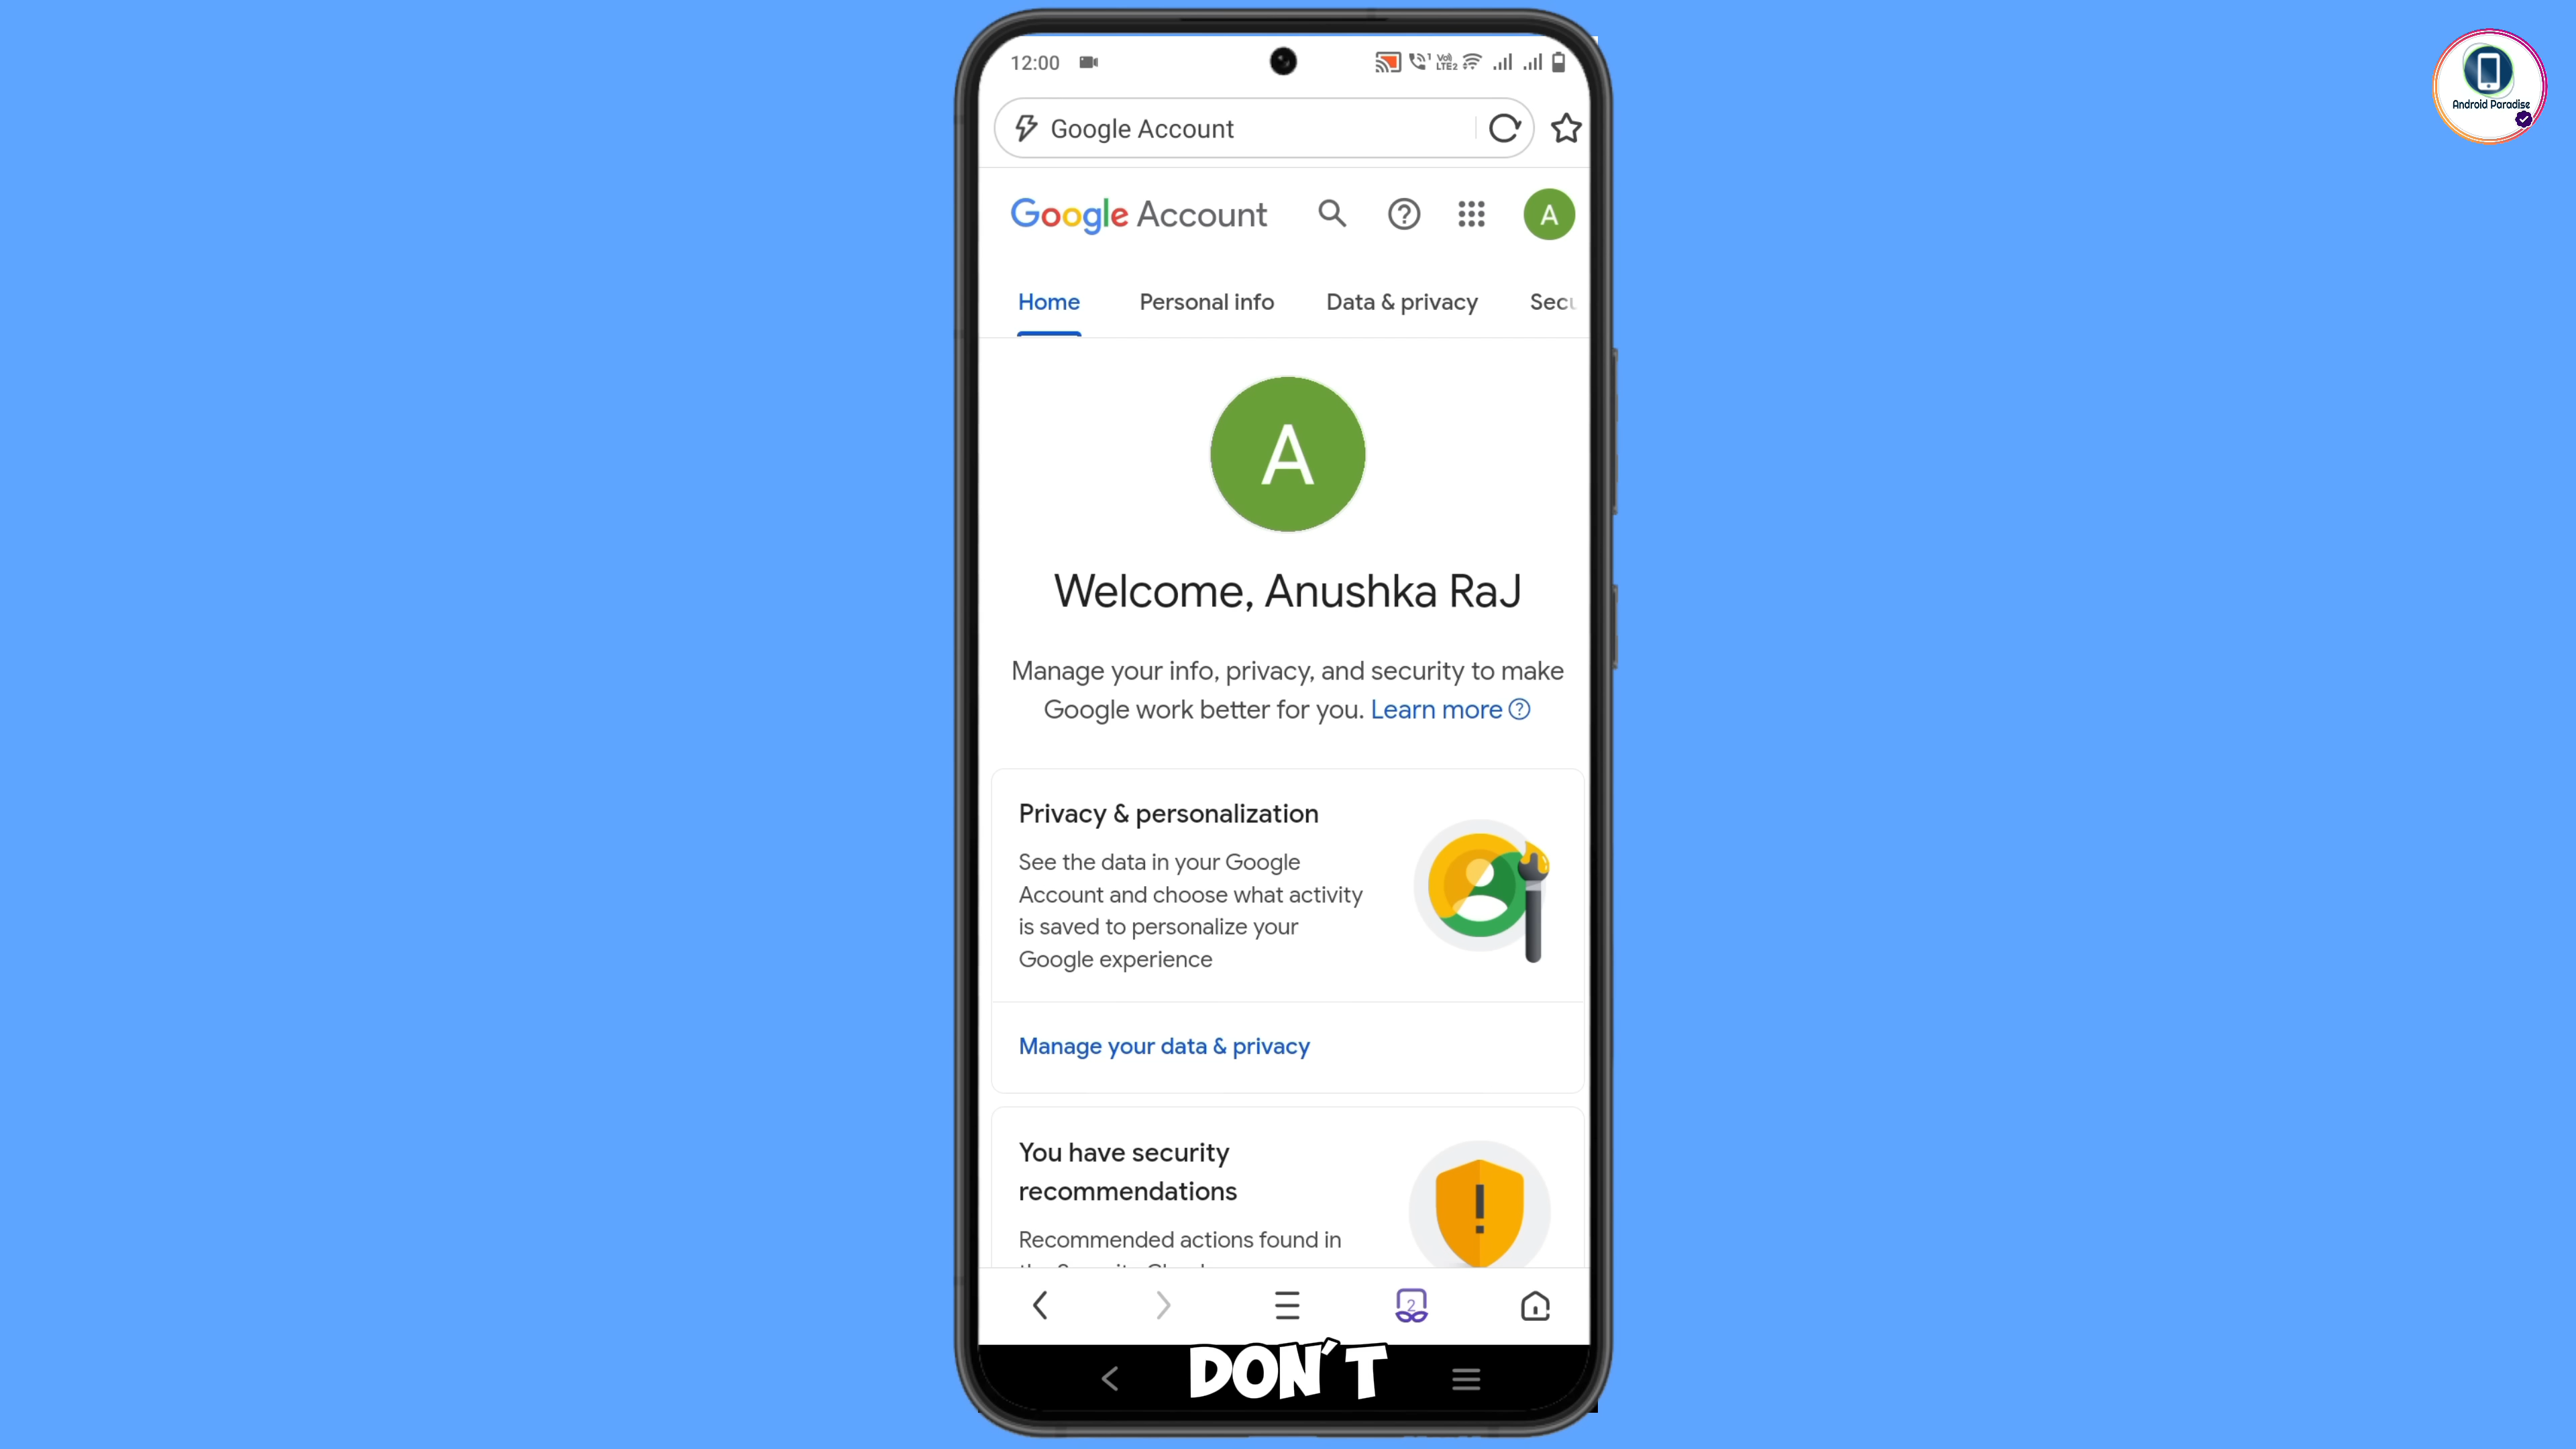 12:00
Vo))
LTE2
Google Account
Google Account
A
Home Personal info Data & privacy Secu
A
Welcome, Anushka RaJ
Manage your info, privacy, and security to make
Google work better for you. Learn more
Privacy & personalization
See the data in your Google
Account and choose what activity
is saved to personalize your
Google experience
Manage your data & privacy
You have security
recommendations
Recommended actions found in
2
DON'T
Android Paradise